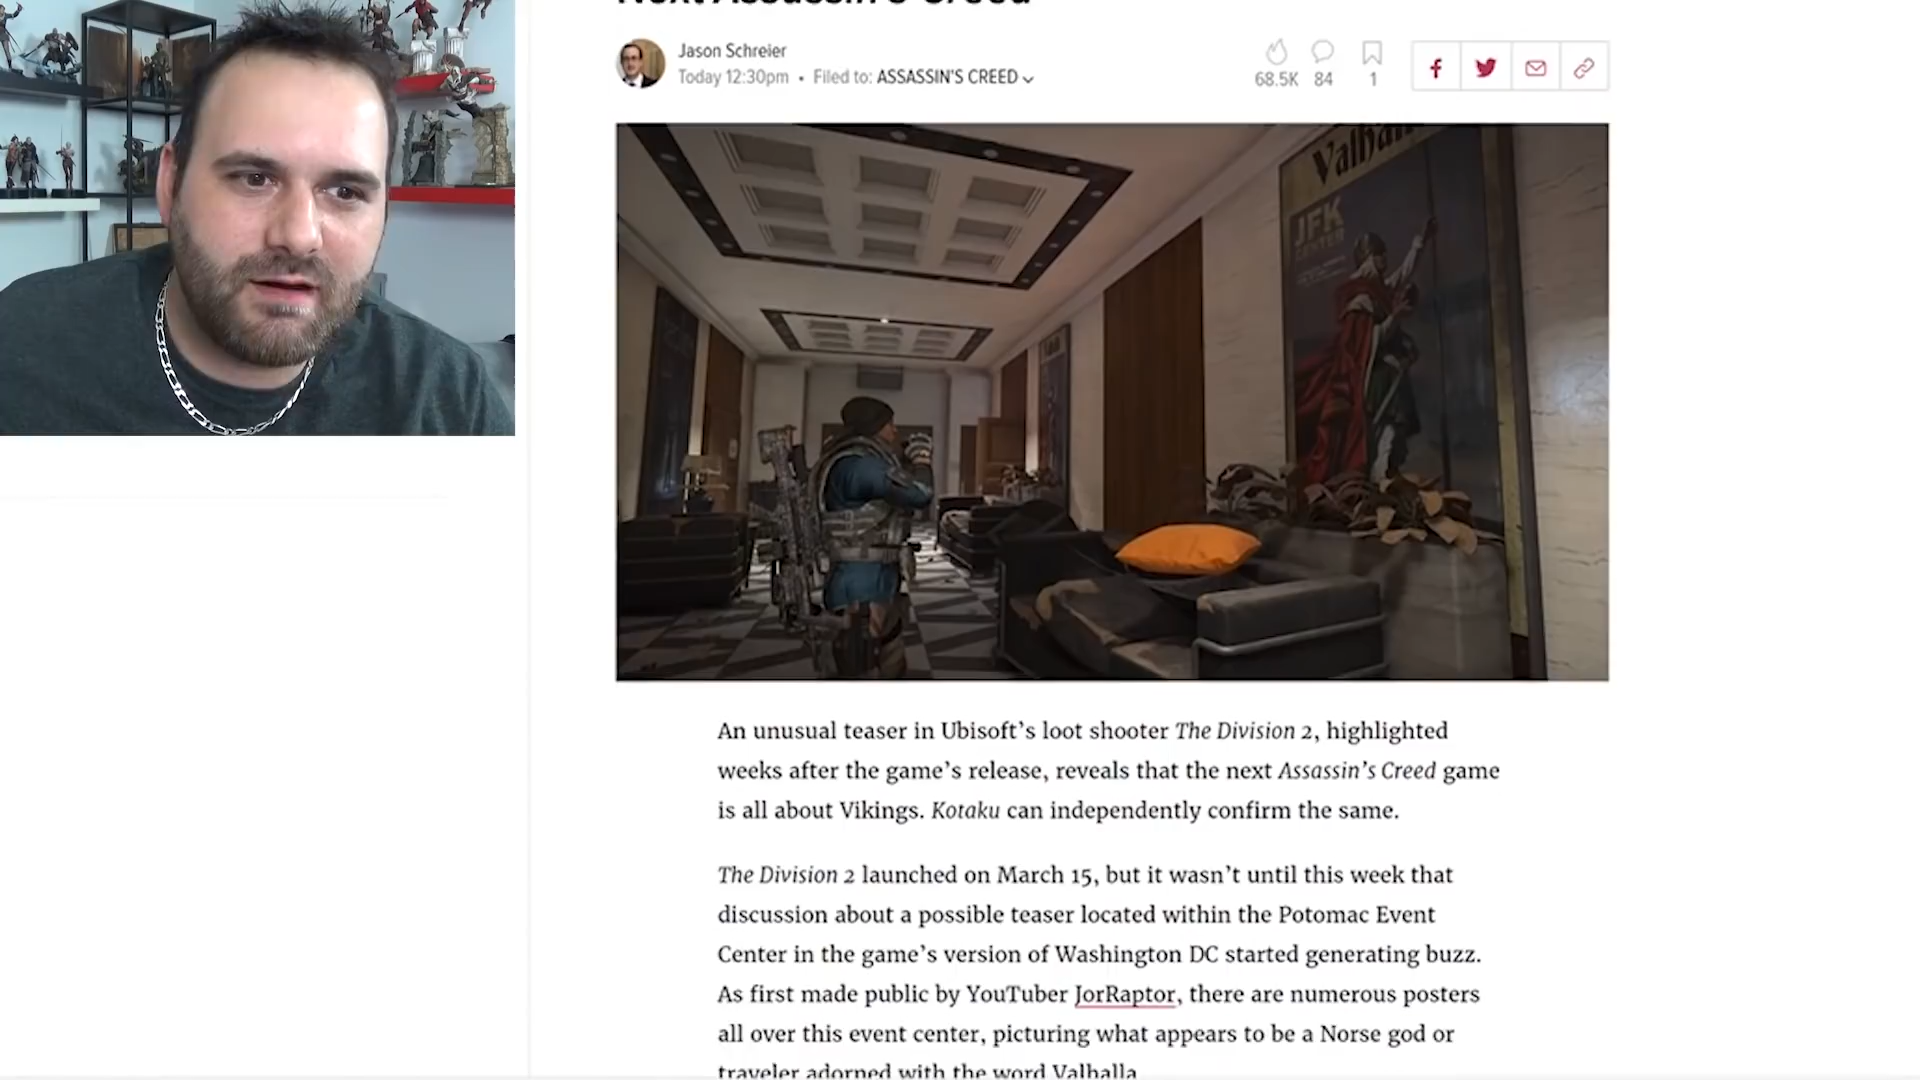 Next Assassin's Creed
Jason Schreier
Today 12:30pm • Filed to: ASSASSIN'S CREED
68.5K 84 1
Valhalla
JFK
CENTER
An unusual teaser in Ubisoft's loot shooter The Division 2, highlighted
weeks after the game's release, reveals that the next Assassin's Creed game
is all about Vikings. Kotaku can independently confirm the same.
The Division 2 launched on March 15, but it wasn't until this week that
discussion about a possible teaser located within the Potomac Event
Center in the game's version of Washington DC started generating buzz.
As first made public by YouTuber JorRaptor, there are numerous posters
all over this event center, picturing what appears to be a Norse god or
traveler adorned with the word Valhalla